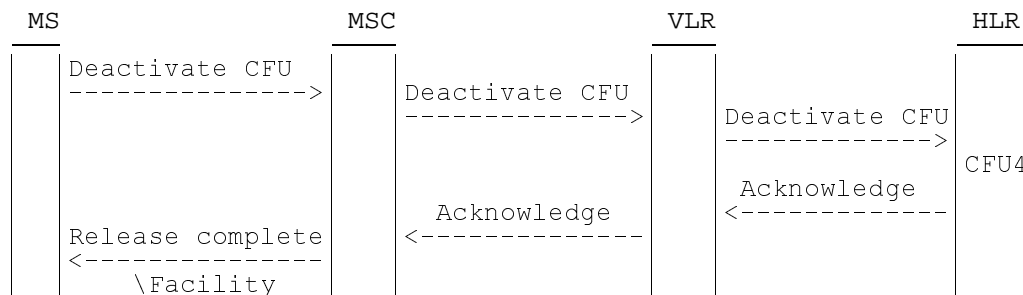 MS MSC VLR HLR
Deactivate CFU
Deactivate CFU
Deactivate CFU
CFU4
Acknowledge
Acknowledge
Release complete
\Facility